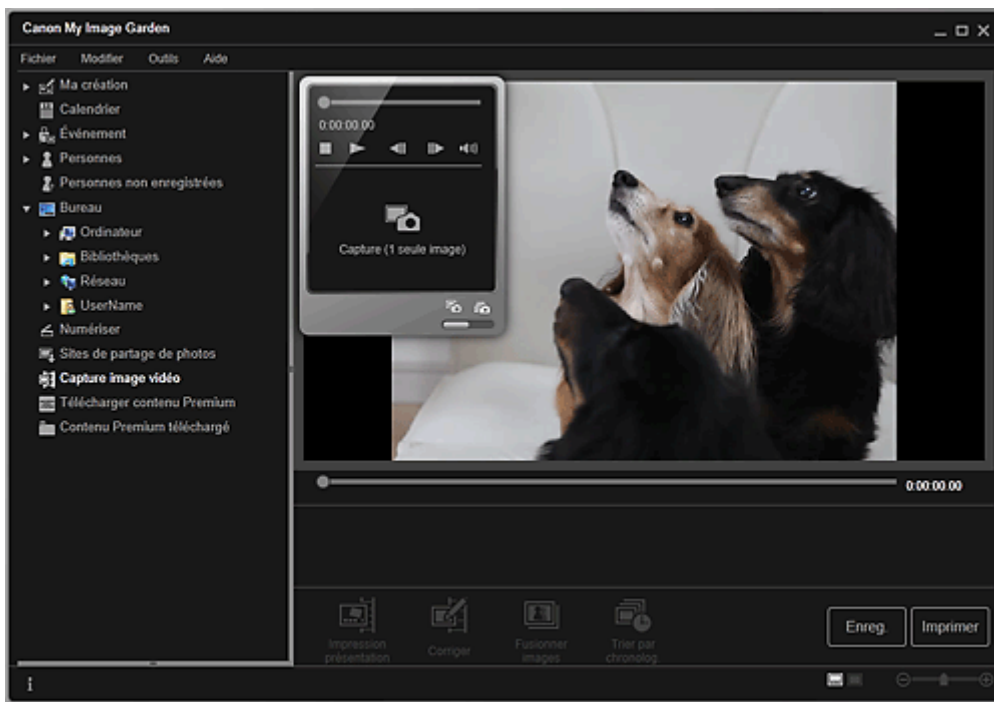 Canon My Image Garden
Fichier Modifier Outils Aide
Ma création
Calendrier
Événement
Personnes
Personnes non enregistrées
Bureau
Ordinateur
Bibliothèques
Réseau
UserName
Numériser
Sites de partage de photos
Capture image vidéo
Télécharger contenu Premium
Contenu Premium téléchargé
0:00:00.00
Capture (1 seule image)
0:00:00.00
Impression présentation
Corriger
Fusionner images
Trier par chronolog.
Enreg.
Imprimer